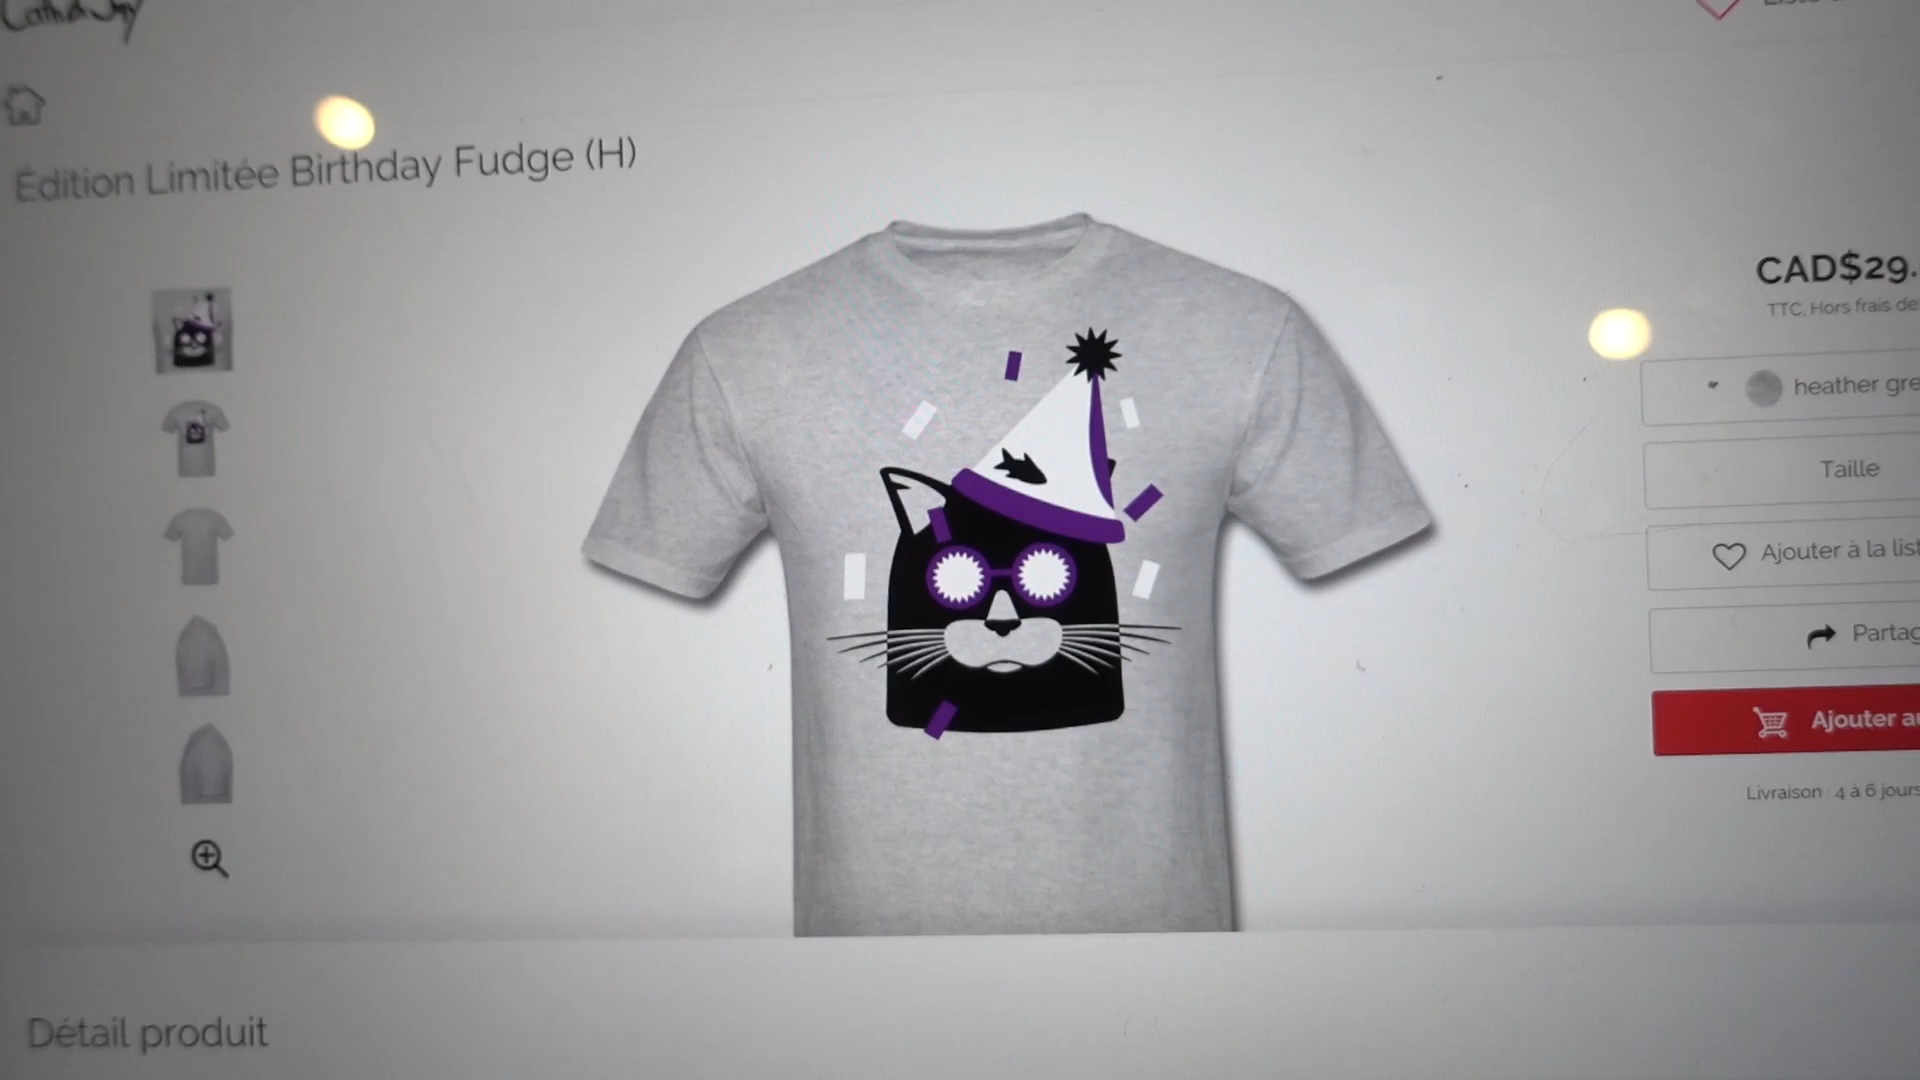 Édition Limitée Birthday Fudge (H)
CAD$29.
TTC, Hors frais de
heather gre
Taille
Ajouter à la list
Partag
Ajouter au
Livraison : 4 à 6 jours
Détail produit